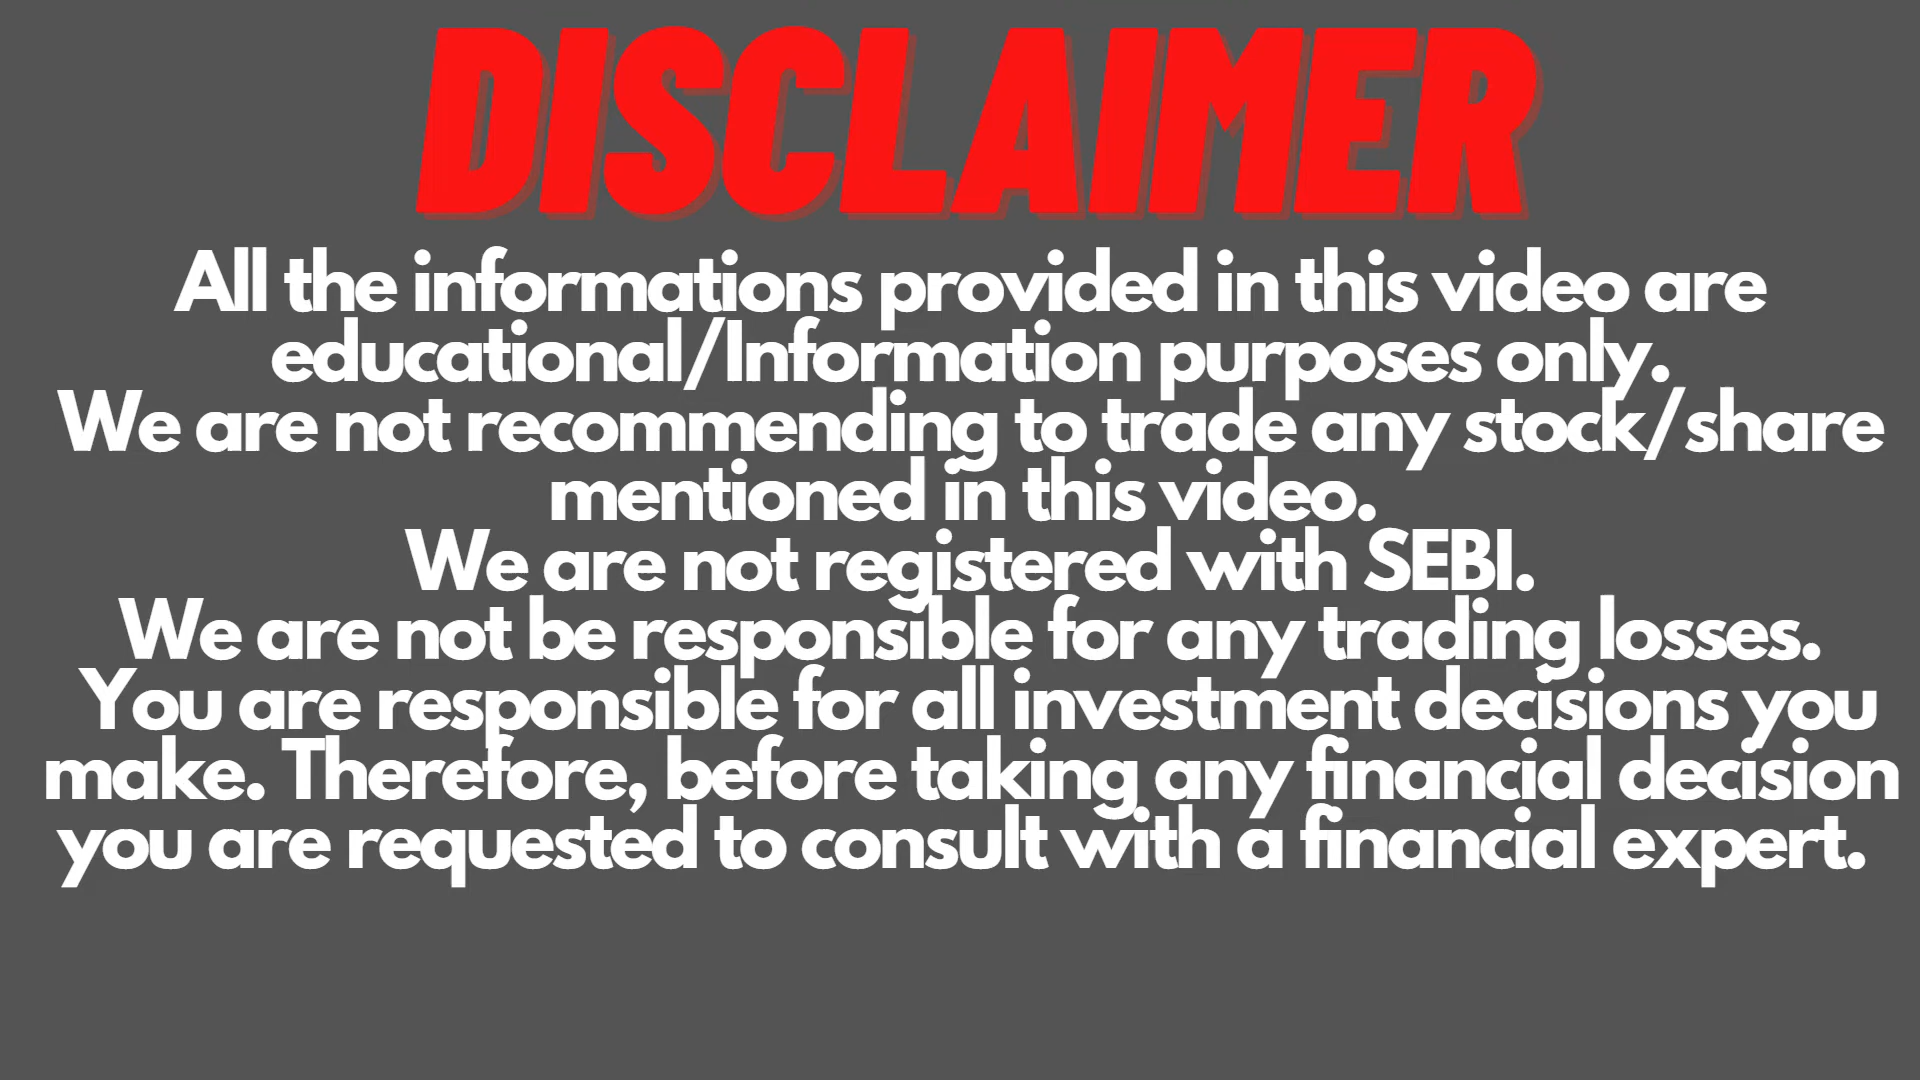 DISCLAIMER
All the informations provided in this video are
educational/Information purposes only.
We are not recommending to trade any stock/share
mentioned in this video.
We are not registered with SEBI.
We are not be responsible for any trading losses.
You are responsible for all investment decisions you
make. Therefore, before taking any financial decision
you are requested to consult with a financial expert.